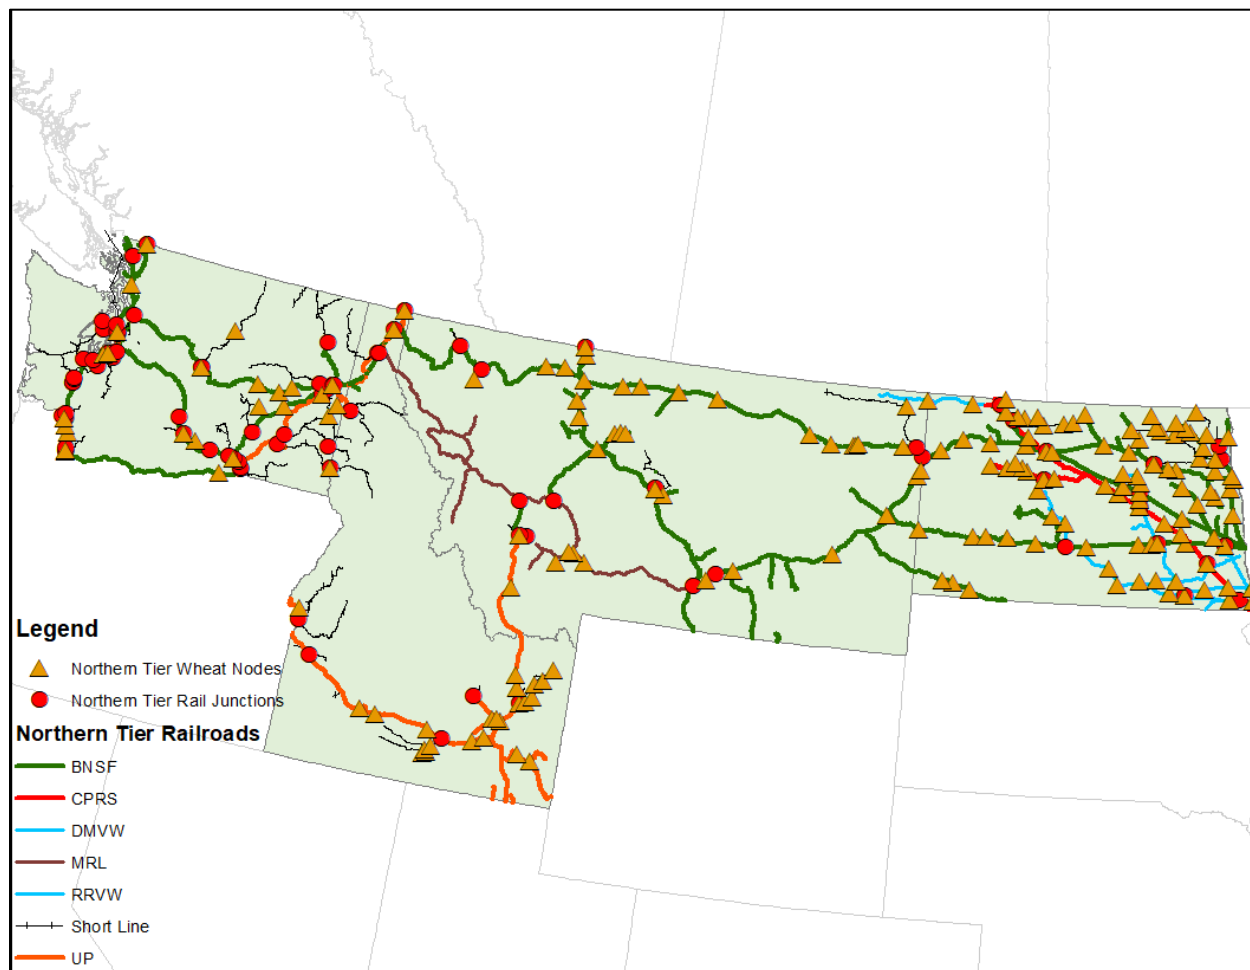 Legend
Northern Tier Wheat Nodes
Northern Tier Rail Junctions
Northern Tier Railroads
BNSF
CPRS
DMVW
MRL
RRVW
Short Line
UP